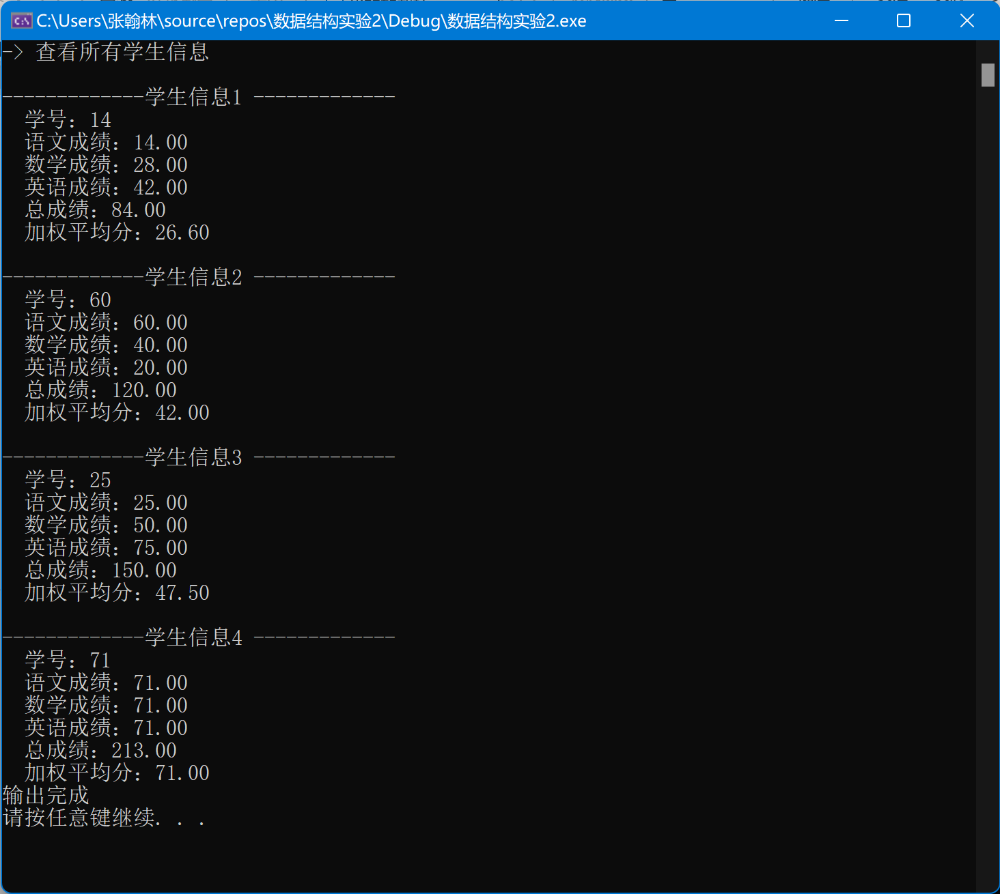 C:\Users\张翰林\source\repos\数据结构实验2\Debug\数据结构实验2.exe
-> 查看所有学生信息
-------------学生信息1 -------------
学号：14
语文成绩：14.00
数学成绩：28.00
英语成绩：42.00
总成绩：84.00
加权平均分：26.60
-------------学生信息2 -------------
学号：60
语文成绩：60.00
数学成绩：40.00
英语成绩：20.00
总成绩：120.00
加权平均分：42.00
-------------学生信息3 -------------
学号：25
语文成绩：25.00
数学成绩：50.00
英语成绩：75.00
总成绩：150.00
加权平均分：47.50
-------------学生信息4 -------------
学号：71
语文成绩：71.00
数学成绩：71.00
英语成绩：71.00
总成绩：213.00
加权平均分：71.00
输出完成
请按任意键继续. . .